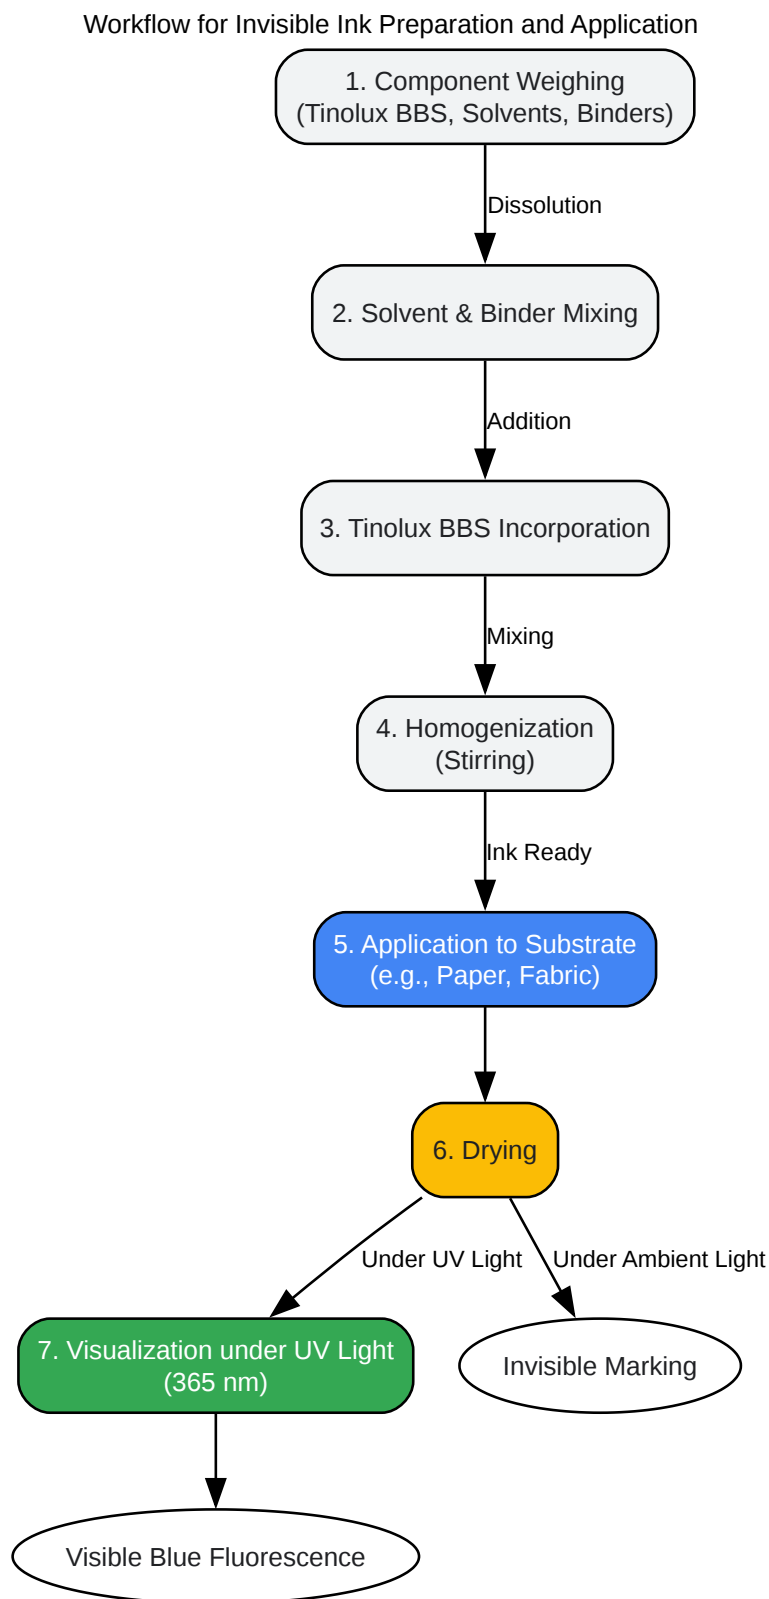 Workflow for Invisible Ink Preparation and Application
1. Component Weighing
(Tinolux BBS, Solvents, Binders)
Dissolution
2. Solvent & Binder Mixing
Addition
3. Tinolux BBS Incorporation
Mixing
4. Homogenization
(Stirring)
Ink Ready
5. Application to Substrate
(e.g., Paper, Fabric)
6. Drying
Under UV Light
Under Ambient Light
7. Visualization under UV Light
(365 nm)
Invisible Marking
Visible Blue Fluorescence